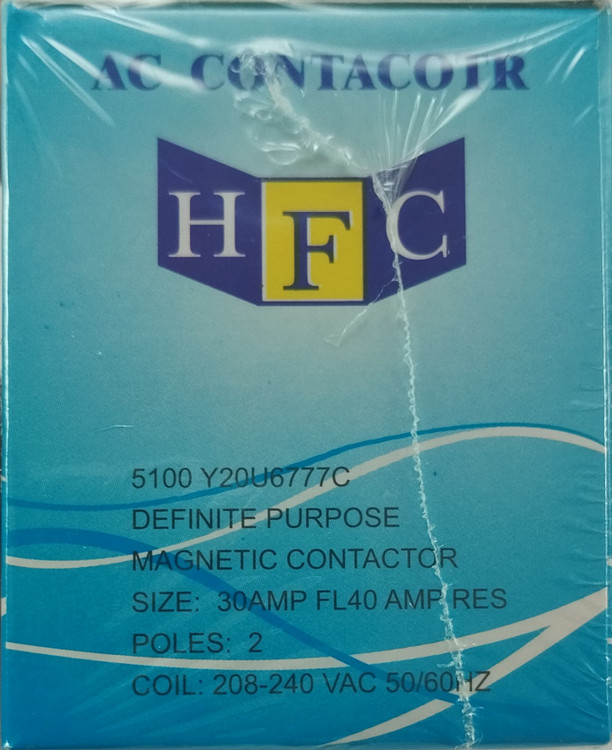 AC CONTACOTR
HFC
5100 Y20U6777C
DEFINITE PURPOSE
MAGNETIC CONTACTOR
SIZE: 30AMP FL40 AMP RES
POLES: 2
COIL: 208-240 VAC 50/60HZ